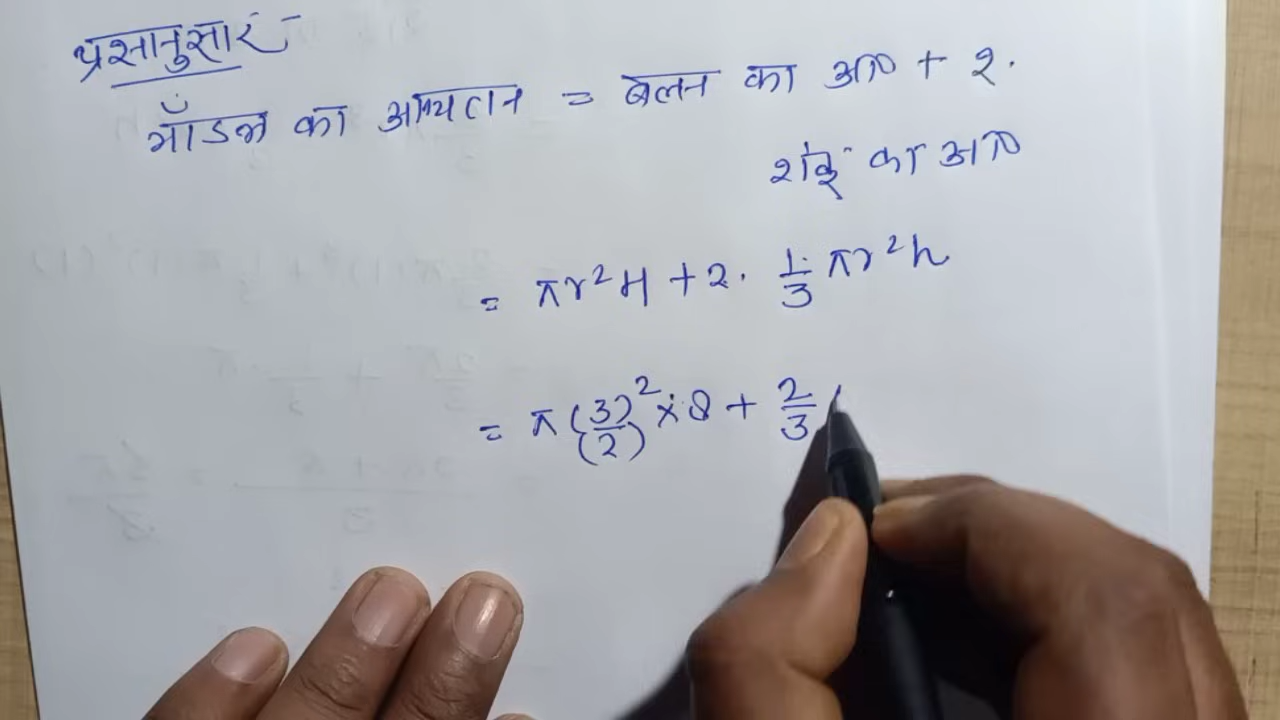 प्रश्नानुसार -
मॉडल का आयतन = बेलन का आ० + 2.
शंकु का आ०
= πr²H + 2. 1/3 πr²h
= π(3/2)² × 8 + 2/3